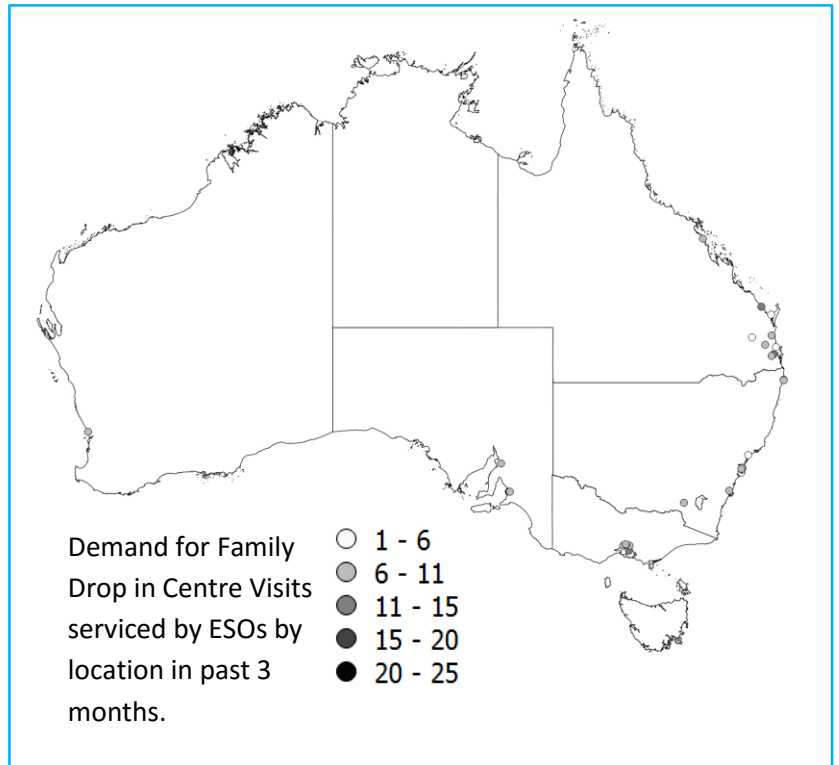 Demand for Family
Drop in Centre Visits
serviced by ESOs by
location in past 3
months.
1 - 6
6 - 11
11 - 15
15 - 20
20 - 25